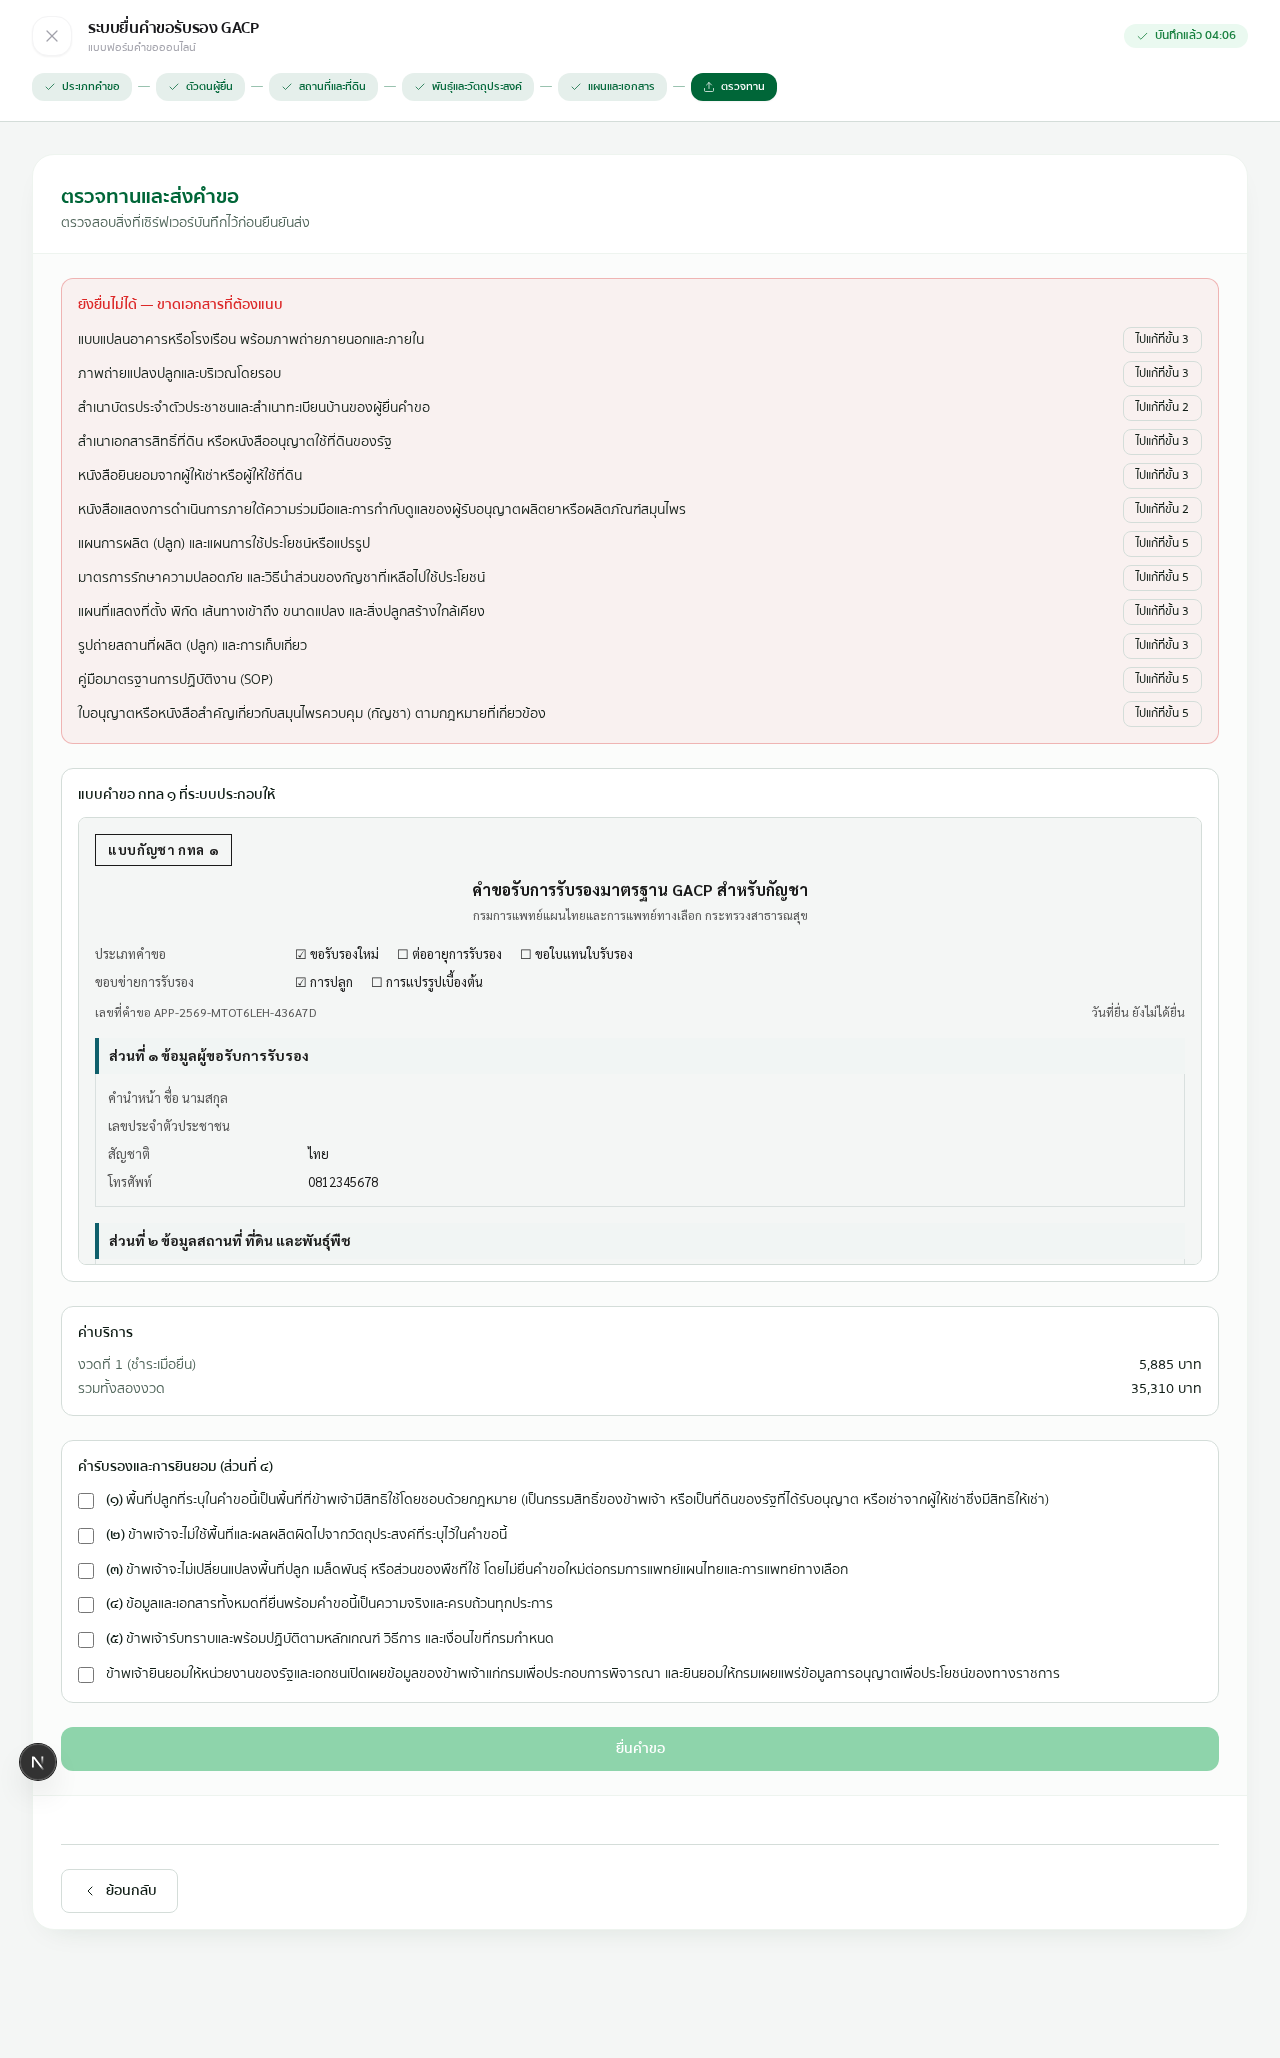 ระบบยื่นคำขอรับรอง GACP
แบบฟอร์มคำขอออนไลน์
บันทึกแล้ว 04:06
ประเภทคำขอ
ตัวตนผู้ยื่น
สถานที่และที่ดิน
พันธุ์และวัตถุประสงค์
แผนและเอกสาร
ตรวจทาน
ตรวจทานและส่งคำขอ
ตรวจสอบสิ่งที่เซิร์ฟเวอร์บันทึกไว้ก่อนยืนยันส่ง
ยังยื่นไม่ได้ — ขาดเอกสารที่ต้องแนบ
แบบแปลนอาคารหรือโรงเรือน พร้อมภาพถ่ายภายนอกและภายใน ไปแก้ที่ขั้น 3
ภาพถ่ายแปลงปลูกและบริเวณโดยรอบ ไปแก้ที่ขั้น 3
สำเนาบัตรประจำตัวประชาชนและสำเนาทะเบียนบ้านของผู้ยื่นคำขอ ไปแก้ที่ขั้น 2
สำเนาเอกสารสิทธิ์ที่ดิน หรือหนังสืออนุญาตใช้ที่ดินของรัฐ ไปแก้ที่ขั้น 3
หนังสือยินยอมจากผู้ให้เช่าหรือผู้ให้ใช้ที่ดิน ไปแก้ที่ขั้น 3
หนังสือแสดงการดำเนินการภายใต้ความร่วมมือและการกำกับดูแลของผู้รับอนุญาตผลิตยาหรือผลิตภัณฑ์สมุนไพร ไปแก้ที่ขั้น 2
แผนการผลิต (ปลูก) และแผนการใช้ประโยชน์หรือแปรรูป ไปแก้ที่ขั้น 5
มาตรการรักษาความปลอดภัย และวิธีนำส่วนของกัญชาที่เหลือไปใช้ประโยชน์ ไปแก้ที่ขั้น 5
แผนที่แสดงที่ตั้ง พิกัด เส้นทางเข้าถึง ขนาดแปลง และสิ่งปลูกสร้างใกล้เคียง ไปแก้ที่ขั้น 3
รูปถ่ายสถานที่ผลิต (ปลูก) และการเก็บเกี่ยว ไปแก้ที่ขั้น 3
คู่มือมาตรฐานการปฏิบัติงาน (SOP) ไปแก้ที่ขั้น 5
ใบอนุญาตหรือหนังสือสำคัญเกี่ยวกับสมุนไพรควบคุม (กัญชา) ตามกฎหมายที่เกี่ยวข้อง ไปแก้ที่ขั้น 5
แบบคำขอ กทล ๑ ที่ระบบประกอบให้
แบบกัญชา กทล ๑
คำขอรับการรับรองมาตรฐาน GACP สำหรับกัญชา
กรมการแพทย์แผนไทยและการแพทย์ทางเลือก กระทรวงสาธารณสุข
ประเภทคำขอ ☑ ขอรับรองใหม่ ☐ ต่ออายุการรับรอง ☐ ขอใบแทนใบรับรอง
ขอบข่ายการรับรอง ☑ การปลูก ☐ การแปรรูปเบื้องต้น
เลขที่คำขอ APP-2569-MTOT6LEH-436A7D วันที่ยื่น ยังไม่ได้ยื่น
ส่วนที่ ๑ ข้อมูลผู้ขอรับการรับรอง
คำนำหน้า ชื่อ นามสกุล
เลขประจำตัวประชาชน
สัญชาติ ไทย
โทรศัพท์ 0812345678
ส่วนที่ ๒ ข้อมูลสถานที่ ที่ดิน และพันธุ์พืช
ค่าบริการ
งวดที่ 1 (ชำระเมื่อยื่น) 5,885 บาท
รวมทั้งสองงวด 35,310 บาท
คำรับรองและการยินยอม (ส่วนที่ ๔)
(๑) พื้นที่ปลูกที่ระบุในคำขอนี้เป็นพื้นที่ที่ข้าพเจ้ามีสิทธิใช้โดยชอบด้วยกฎหมาย (เป็นกรรมสิทธิ์ของข้าพเจ้า หรือเป็นที่ดินของรัฐที่ได้รับอนุญาต หรือเช่าจากผู้ให้เช่าซึ่งมีสิทธิให้เช่า)
(๒) ข้าพเจ้าจะไม่ใช้พื้นที่และผลผลิตผิดไปจากวัตถุประสงค์ที่ระบุไว้ในคำขอนี้
(๓) ข้าพเจ้าจะไม่เปลี่ยนแปลงพื้นที่ปลูก เมล็ดพันธุ์ หรือส่วนของพืชที่ใช้ โดยไม่ยื่นคำขอใหม่ต่อกรมการแพทย์แผนไทยและการแพทย์ทางเลือก
(๔) ข้อมูลและเอกสารทั้งหมดที่ยื่นพร้อมคำขอนี้เป็นความจริงและครบถ้วนทุกประการ
(๕) ข้าพเจ้ารับทราบและพร้อมปฏิบัติตามหลักเกณฑ์ วิธีการ และเงื่อนไขที่กรมกำหนด
ข้าพเจ้ายินยอมให้หน่วยงานของรัฐและเอกชนเปิดเผยข้อมูลของข้าพเจ้าแก่กรมเพื่อประกอบการพิจารณา และยินยอมให้กรมเผยแพร่ข้อมูลการอนุญาตเพื่อประโยชน์ของทางราชการ
ยื่นคำขอ
N
ย้อนกลับ